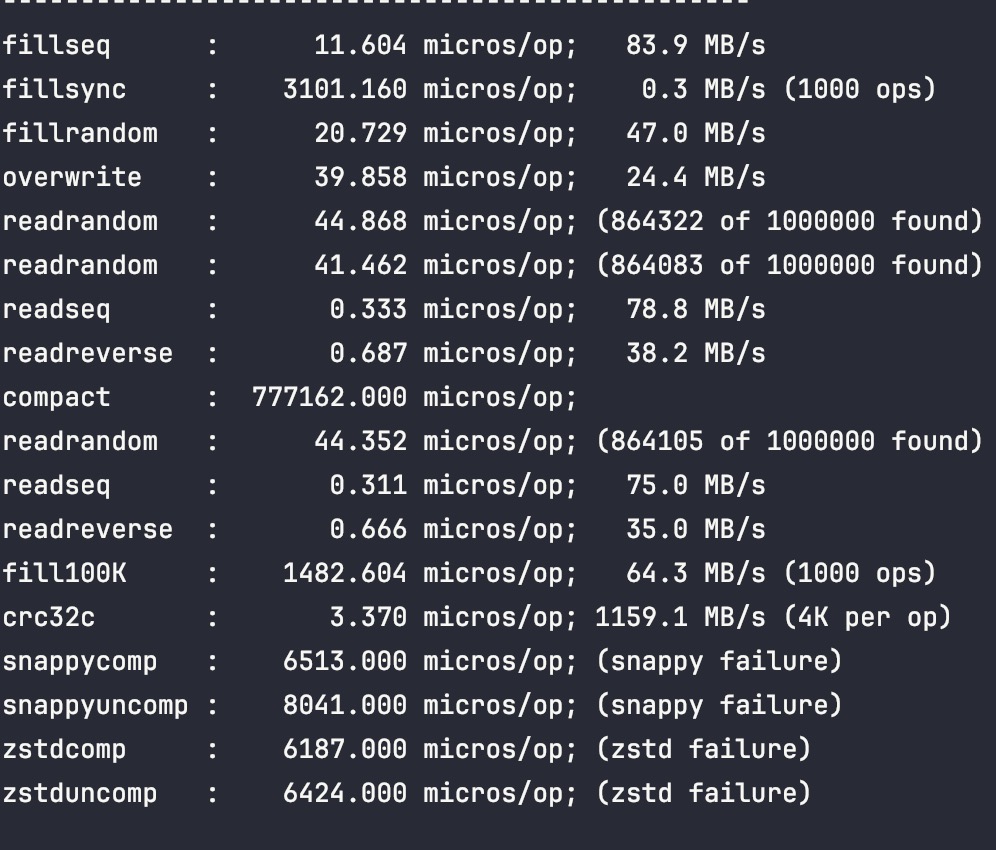 ------------------------------------------------
fillseq      :      11.604 micros/op;   83.9 MB/s
fillsync     :    3101.160 micros/op;    0.3 MB/s (1000 ops)
fillrandom   :      20.729 micros/op;   47.0 MB/s
overwrite    :      39.858 micros/op;   24.4 MB/s
readrandom   :      44.868 micros/op; (864322 of 1000000 found)
readrandom   :      41.462 micros/op; (864083 of 1000000 found)
readseq      :       0.333 micros/op;   78.8 MB/s
readreverse  :       0.687 micros/op;   38.2 MB/s
compact      :  777162.000 micros/op;
readrandom   :      44.352 micros/op; (864105 of 1000000 found)
readseq      :       0.311 micros/op;   75.0 MB/s
readreverse  :       0.666 micros/op;   35.0 MB/s
fill100K     :    1482.604 micros/op;   64.3 MB/s (1000 ops)
crc32c       :       3.370 micros/op; 1159.1 MB/s (4K per op)
snappycomp   :    6513.000 micros/op; (snappy failure)
snappyuncomp :    8041.000 micros/op; (snappy failure)
zstdcomp     :    6187.000 micros/op; (zstd failure)
zstduncomp   :    6424.000 micros/op; (zstd failure)